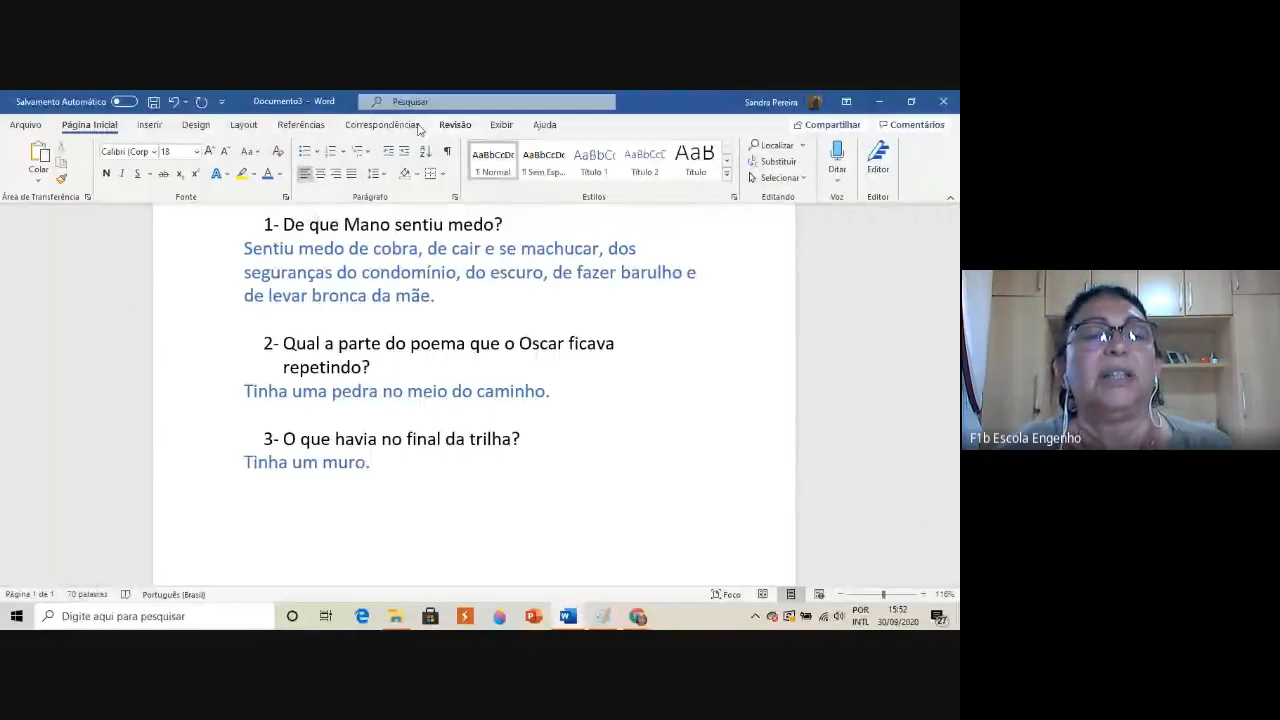 Salvamento Automático
Documento3 - Word
Pesquisar
Sandra Pereira
Arquivo Página Inicial Inserir Design Layout Referências Correspondências Revisão Exibir Ajuda
Compartilhar Comentários
Colar
Calibri (Corp 18
Aa
AaBbCcDc AaBbCcDc AaBbC( AaBbCcC AaB
¶ Normal ¶ Sem Esp... Título 1 Título 2 Título
Localizar
Substituir
Selecionar
Ditar Editor
Área de Transferência Fonte Parágrafo Estilos Editando Voz Editor
1- De que Mano sentiu medo?
Sentiu medo de cobra, de cair e se machucar, dos
seguranças do condomínio, do escuro, de fazer barulho e
de levar bronca da mãe.
2- Qual a parte do poema que o Oscar ficava
repetindo?
Tinha uma pedra no meio do caminho.
3- O que havia no final da trilha?
Tinha um muro.
F1b Escola Engenho
Página 1 de 1 70 palavras Português (Brasil) Foco 116%
Digite aqui para pesquisar
POR
INTL
15:52
30/09/2020
27